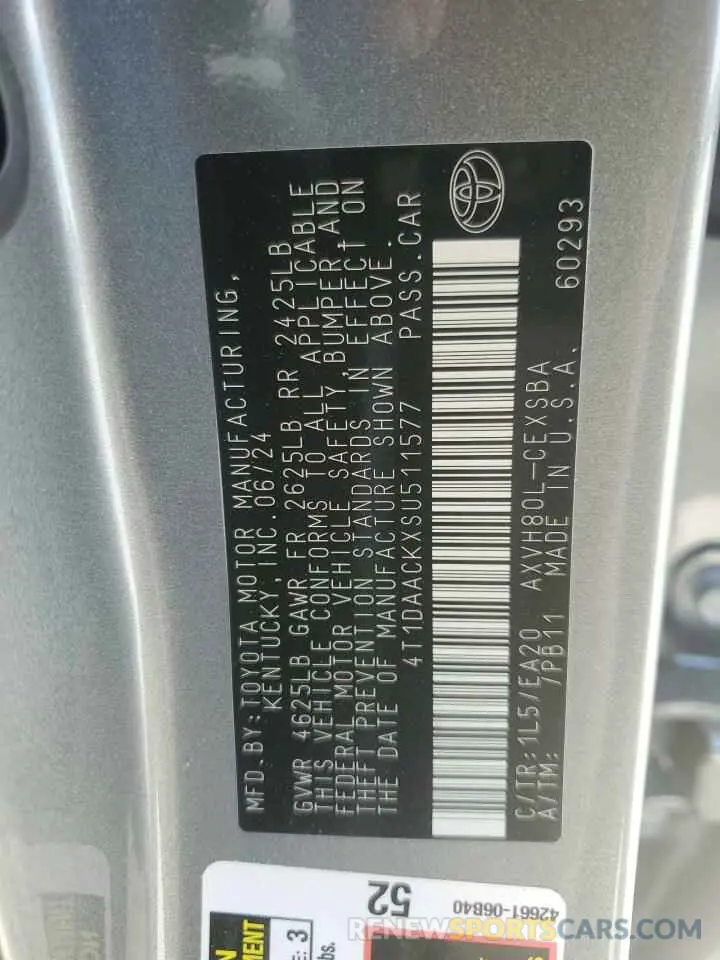 MFD.BY:TOYOTA MOTOR MANUFACTURING,
KENTUCKY, INC. 06/24
GVWR 4625LB GAWR FR 2625LB RR 2425LB
THIS VEHICLE CONFORMS TO ALL APPLICABLE
FEDERAL MOTOR VEHICLE SAFETY, BUMPER, AND
THEFT PREVENTION STANDARDS IN EFFECT ON
THE DATE OF MANUFACTURE SHOWN ABOVE.
4T1DAACKXSU511577 PASS.CAR
C/TR:1L5/EA20 AXVH80L-CEXSBA
A/TM: /PB11 MADE IN U.S.A.
60293
52
42661-06B40
3
lbs.
RENEWSPORTSCARS.COM